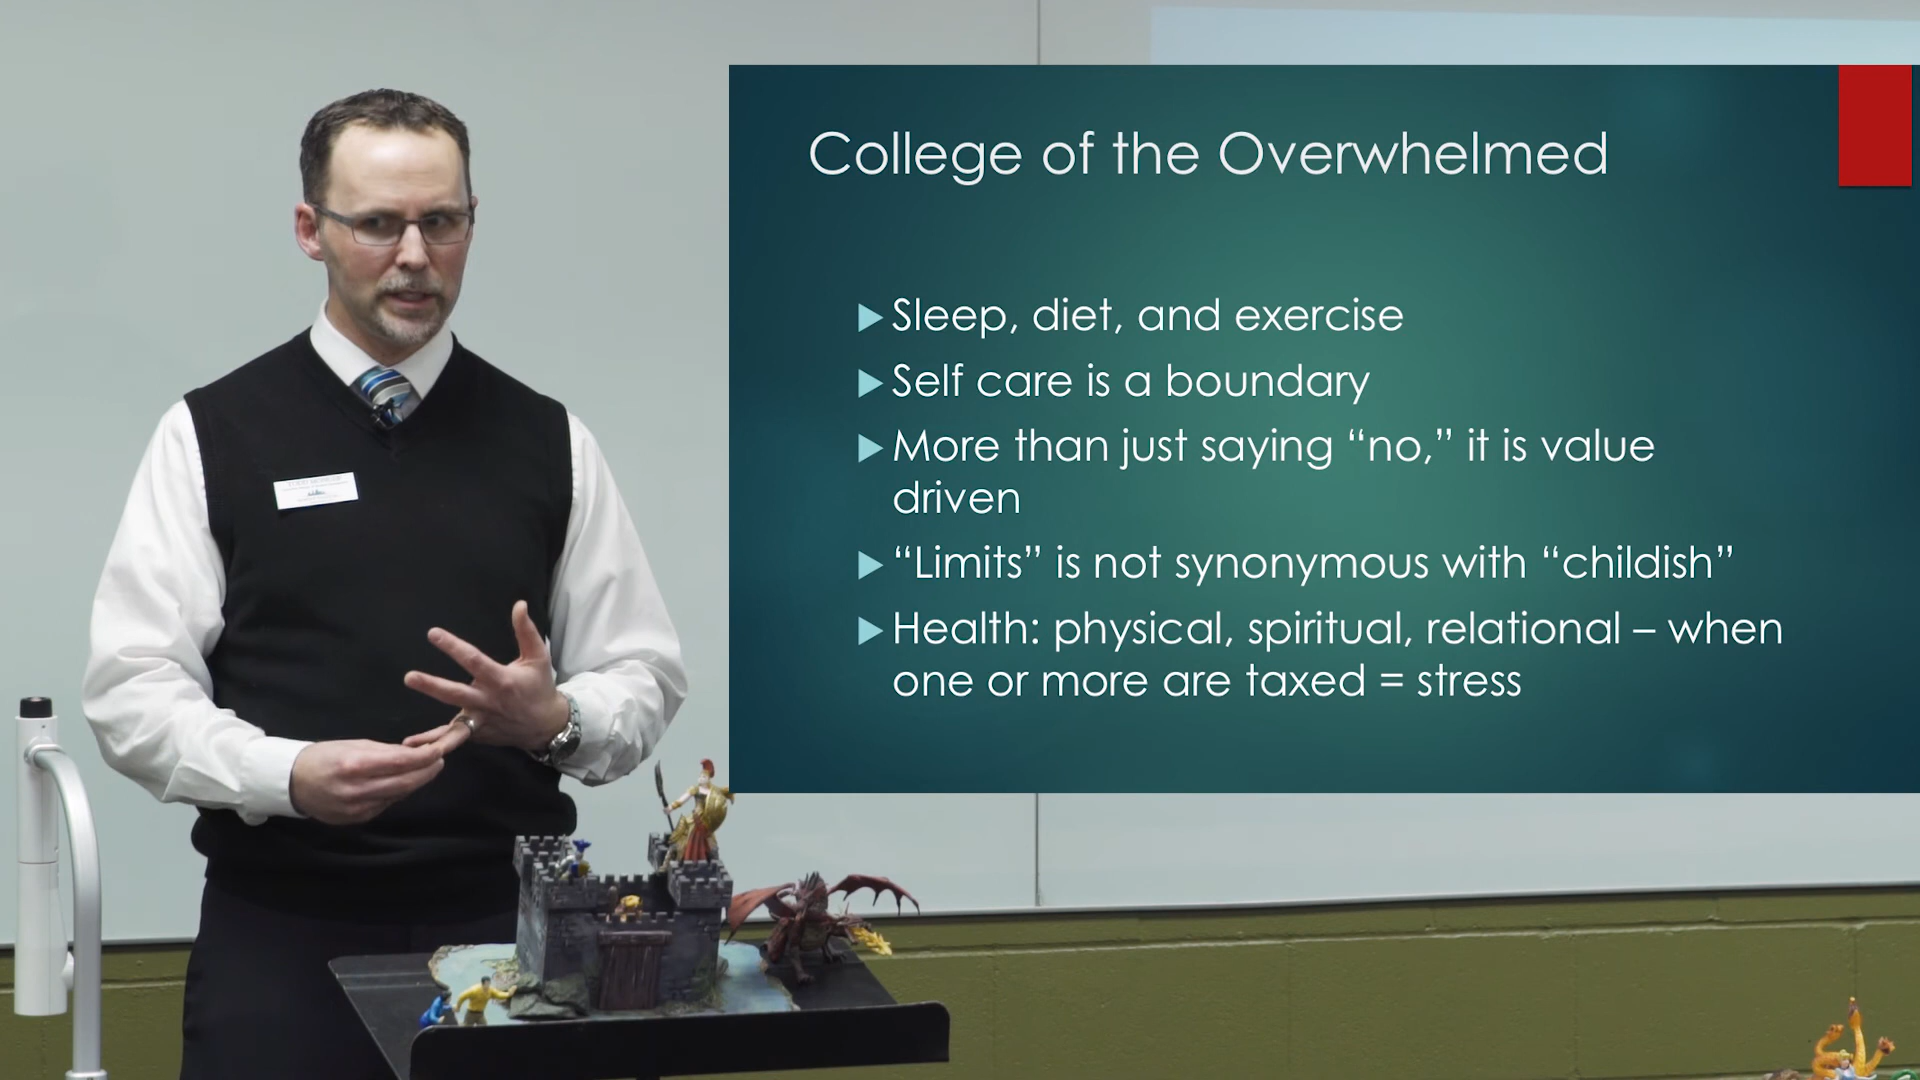 College of the Overwhelmed
Sleep, diet, and exercise
Self care is a boundary
More than just saying “no,” it is value
driven
“Limits” is not synonymous with “childish”
Health: physical, spiritual, relational – when
one or more are taxed = stress